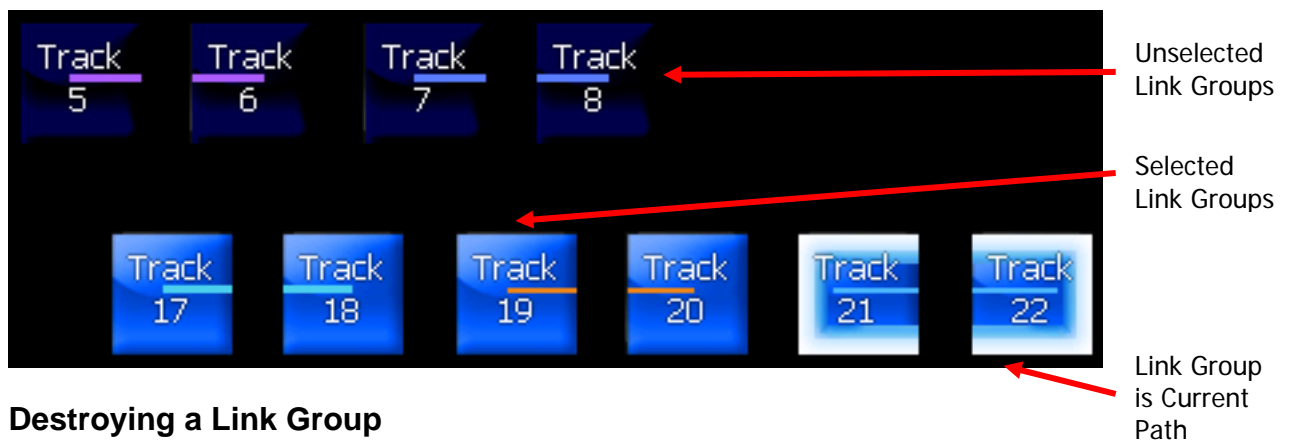 Track Track Track Track
5 6 7 8
Unselected
Link Groups
Selected
Link Groups
Track Track Track Track Track Track
17 18 19 20 21 22
Link Group
is Current
Path
Destroying a Link Group